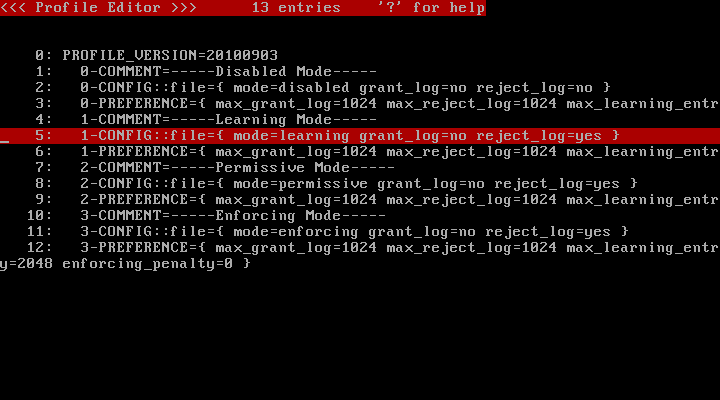 <<< Profile Editor >>>      13 entries    '?' for help
0: PROFILE_VERSION=20100903
1:   0-COMMENT=-----Disabled Mode-----
2:   0-CONFIG::file={ mode=disabled grant_log=no reject_log=no }
3:   0-PREFERENCE={ max_grant_log=1024 max_reject_log=1024 max_learning_entr
4:   1-COMMENT=-----Learning Mode-----
5:   1-CONFIG::file={ mode=learning grant_log=no reject_log=yes }
6:   1-PREFERENCE={ max_grant_log=1024 max_reject_log=1024 max_learning_entr
7:   2-COMMENT=-----Permissive Mode-----
8:   2-CONFIG::file={ mode=permissive grant_log=no reject_log=yes }
9:   2-PREFERENCE={ max_grant_log=1024 max_reject_log=1024 max_learning_entr
10:   3-COMMENT=-----Enforcing Mode-----
11:   3-CONFIG::file={ mode=enforcing grant_log=no reject_log=yes }
12:   3-PREFERENCE={ max_grant_log=1024 max_reject_log=1024 max_learning_entr
y=2048 enforcing_penalty=0 }